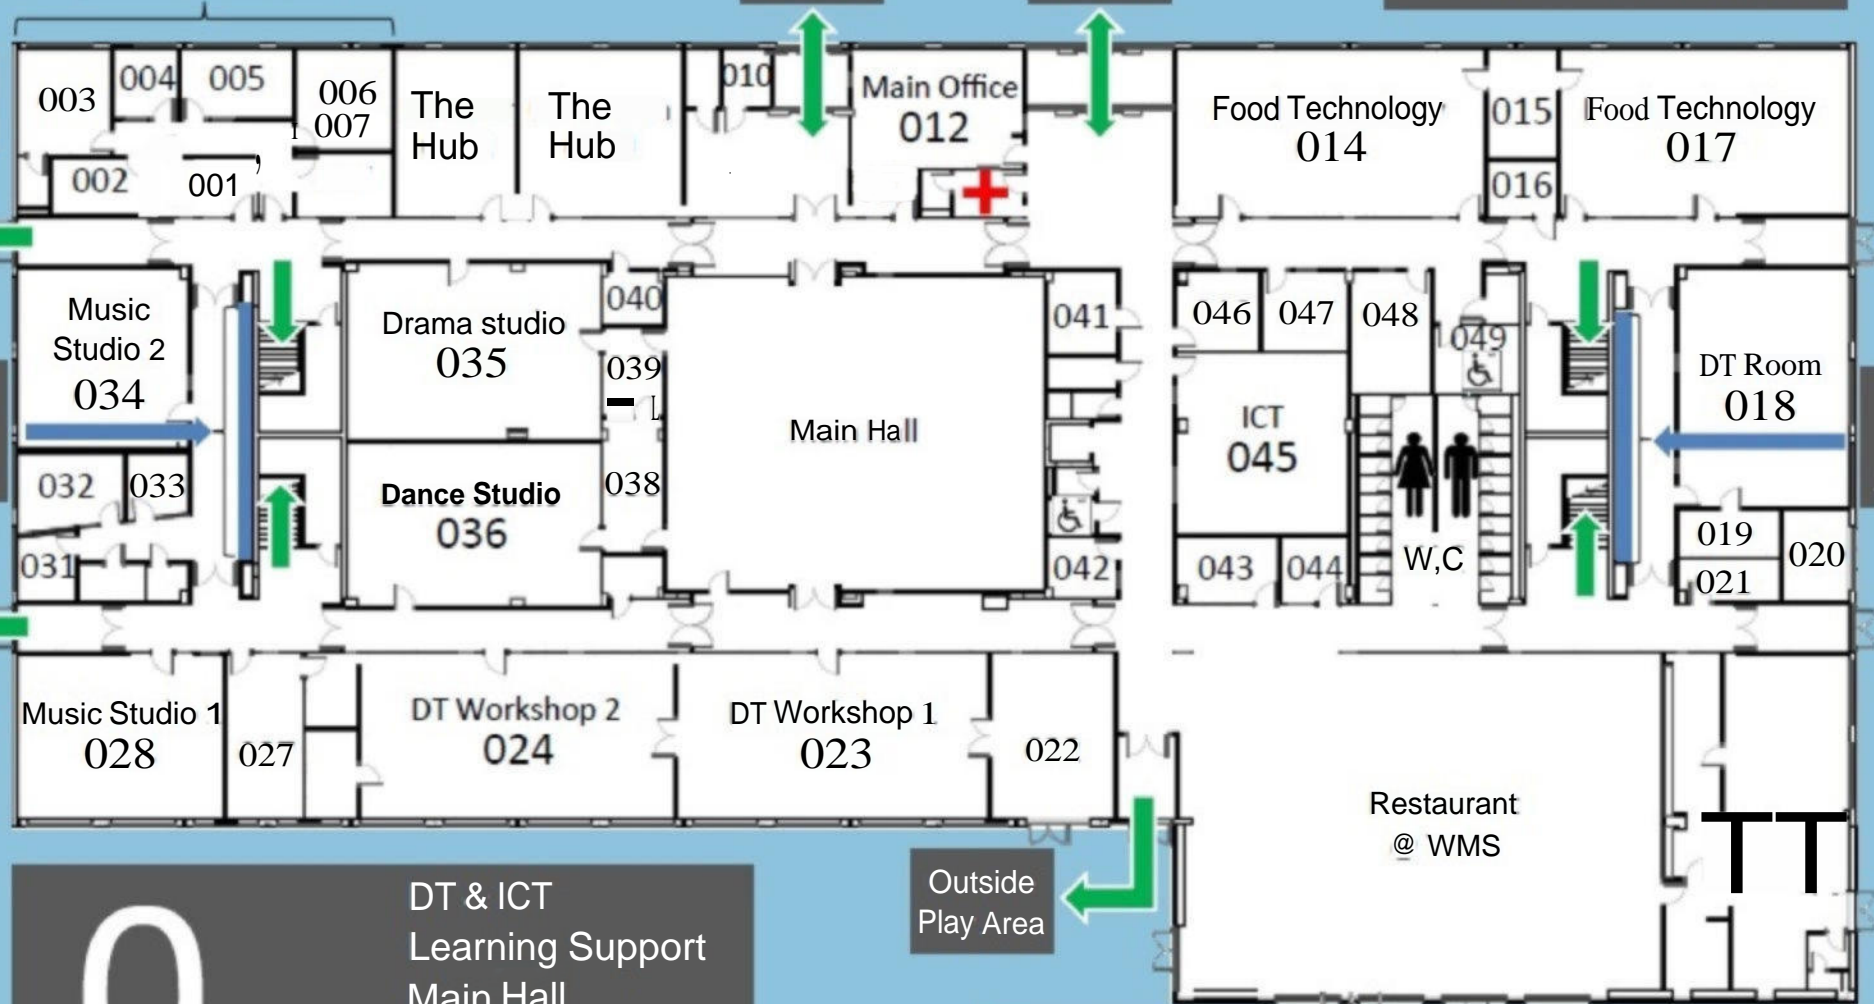 003
004
005
006
007
The
Hub
The
Hub
010
Main Office
012
Food Technology
014
015
Food Technology
017
002
001
016
Music
Studio 2
034
Drama studio
035
040
039
041
046
047
048
049
DT Room
018
Main Hall
ICT
045
032
033
Dance Studio
036
038
031
042
043
044
W,C
019
020
021
Music Studio 1
028
027
DT Workshop 2
024
DT Workshop 1
023
022
Restaurant
@ WMS
Outside
Play Area
0
DT & ICT
Learning Support
Main Hall